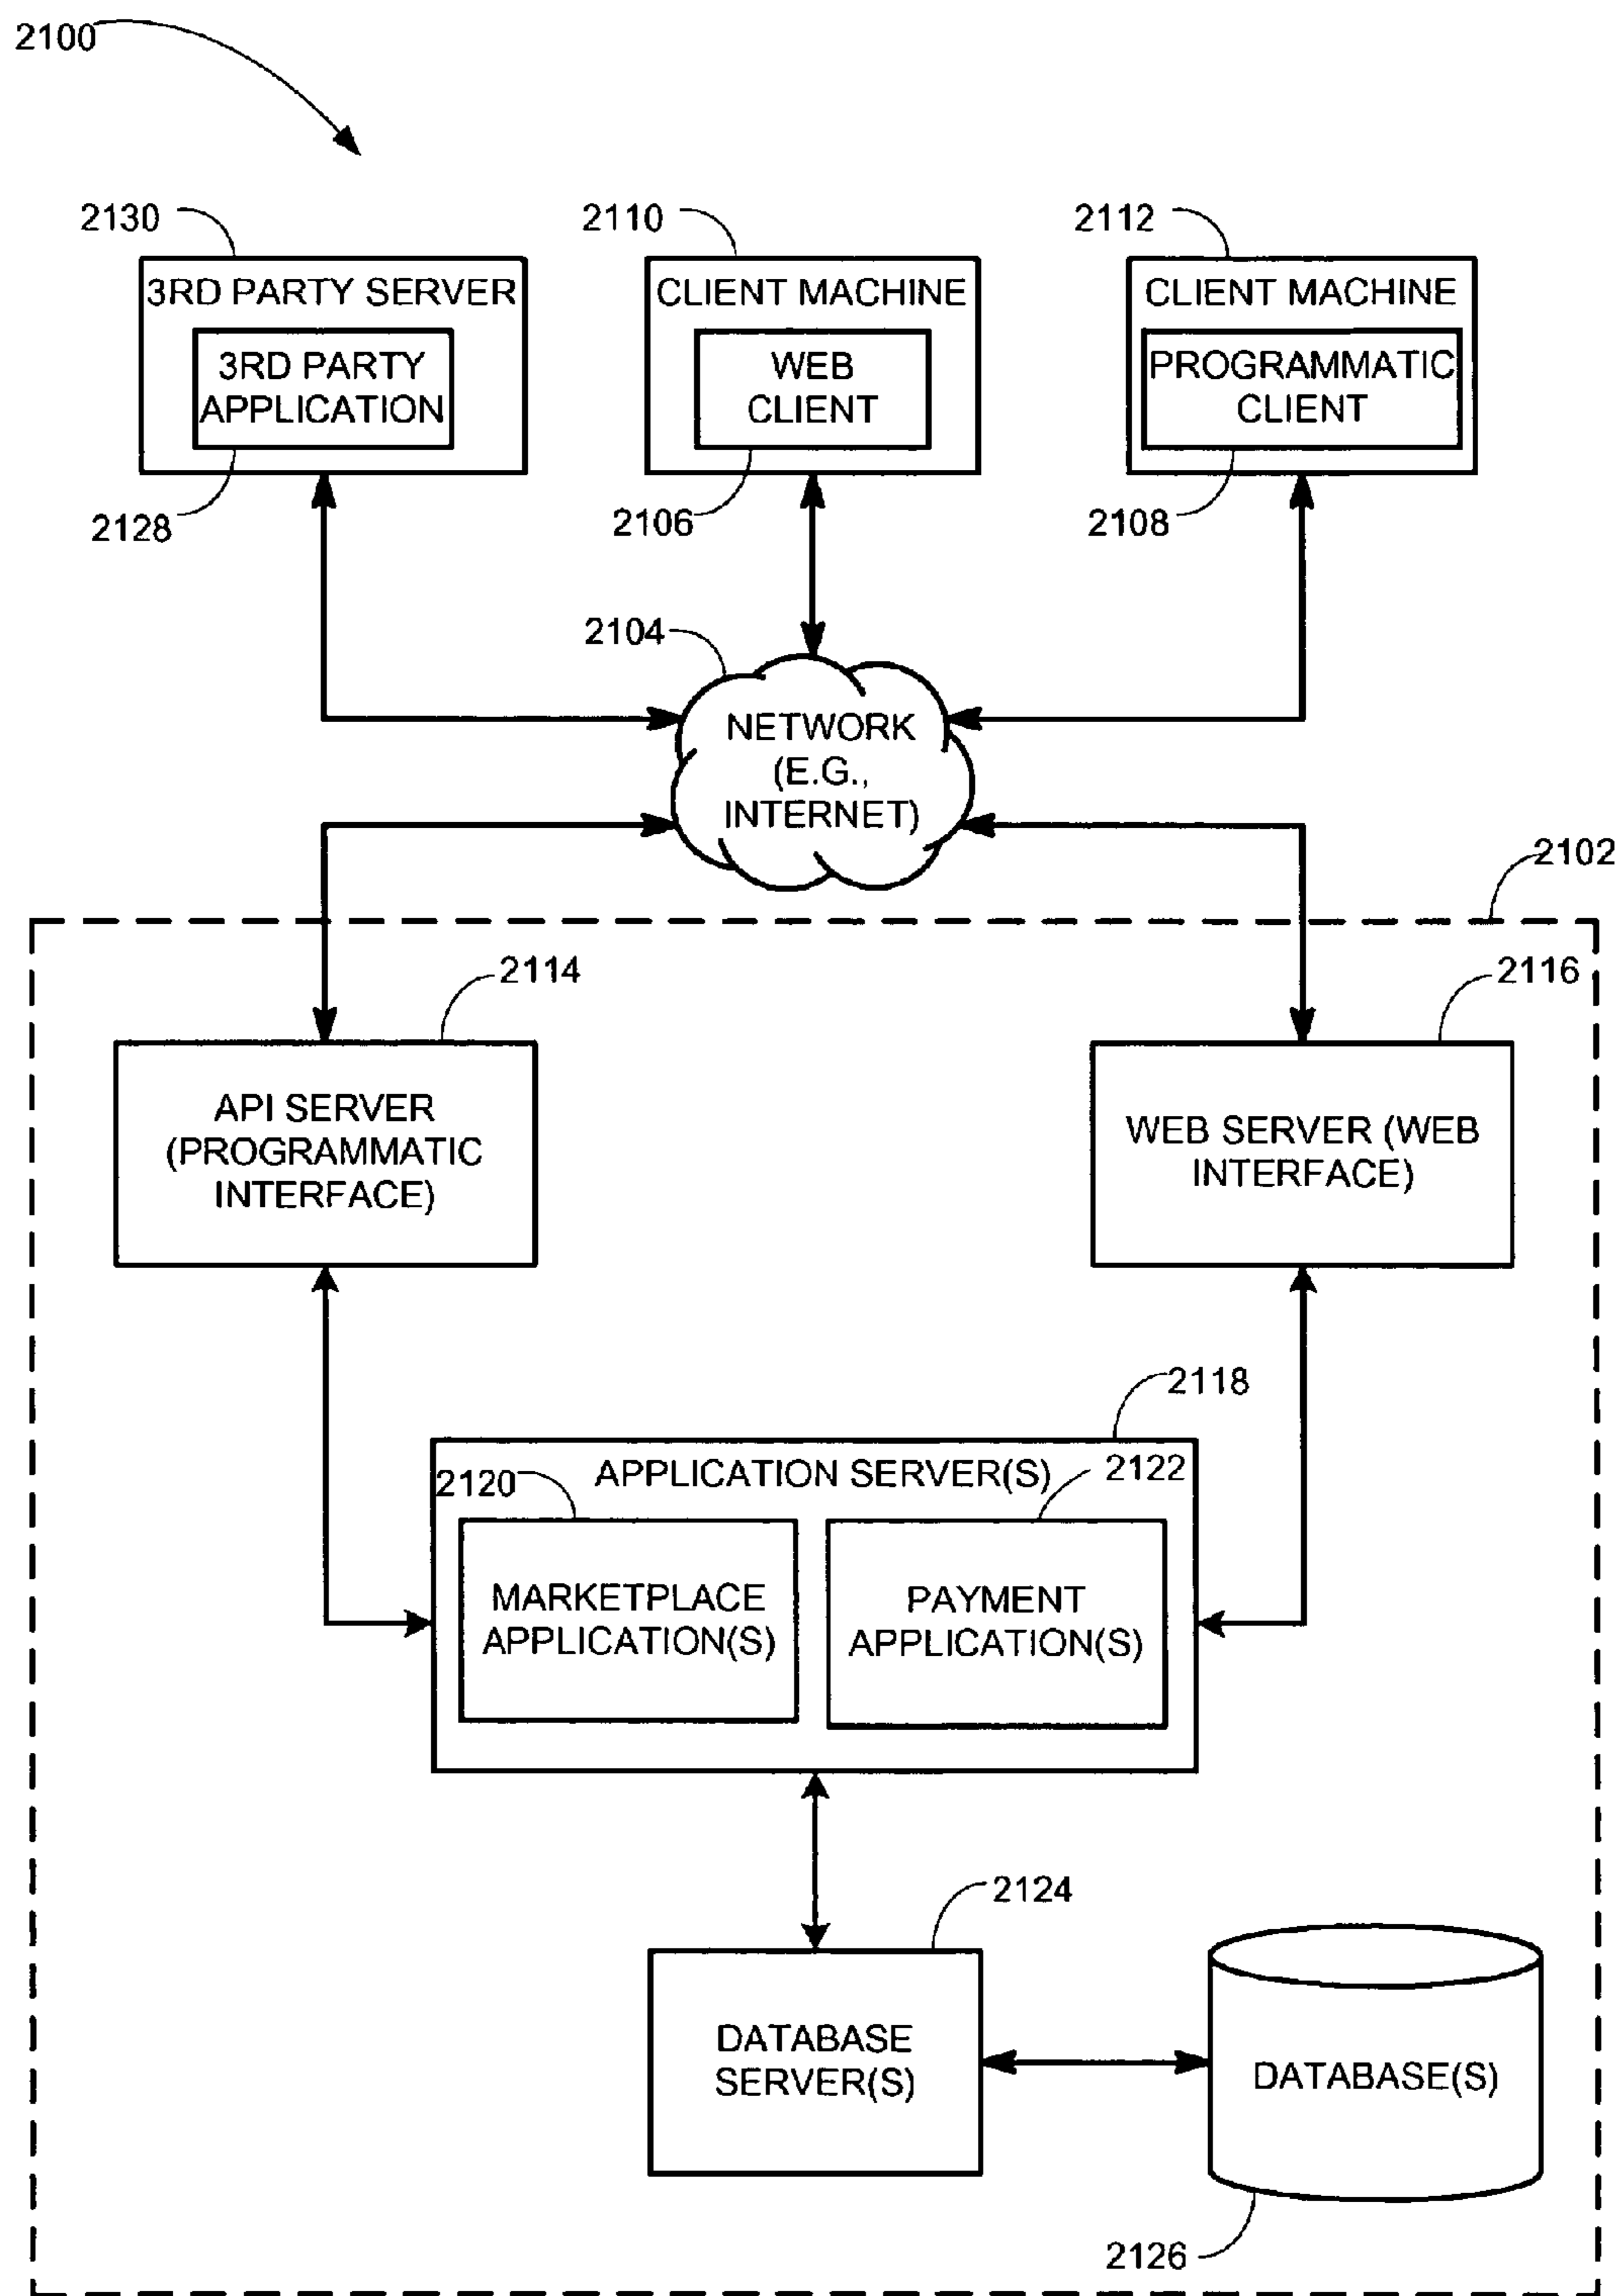 2100
2130
2110
2112
3RD PARTY SERVER
CLIENT MACHINE
CLIENT MACHINE
3RD PARTY
APPLICATION
WEB
CLIENT
PROGRAMMATIC
CLIENT
2128
2106
2108
2104
NETWORK
(E.G.,
INTERNET)
2102
2114
2116
API SERVER
(PROGRAMMATIC
INTERFACE)
WEB SERVER (WEB
INTERFACE)
2118
APPLICATION SERVER(S)
2120
2122
MARKETPLACE
APPLICATION(S)
PAYMENT
APPLICATION(S)
2124
DATABASE
SERVER(S)
DATABASE(S)
2126